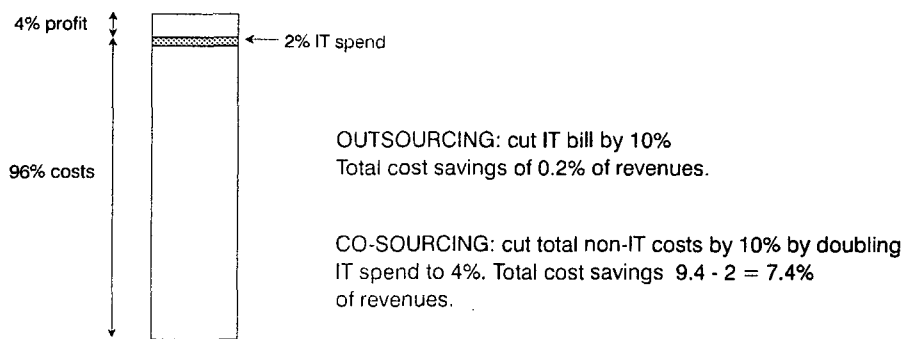 4% profit
2% IT spend
96% costs
OUTSOURCING: cut IT bill by 10%
Total cost savings of 0.2% of revenues.
CO-SOURCING: cut total non-IT costs by 10% by doubling
IT spend to 4%. Total cost savings 9.4 - 2 = 7.4%
of revenues.